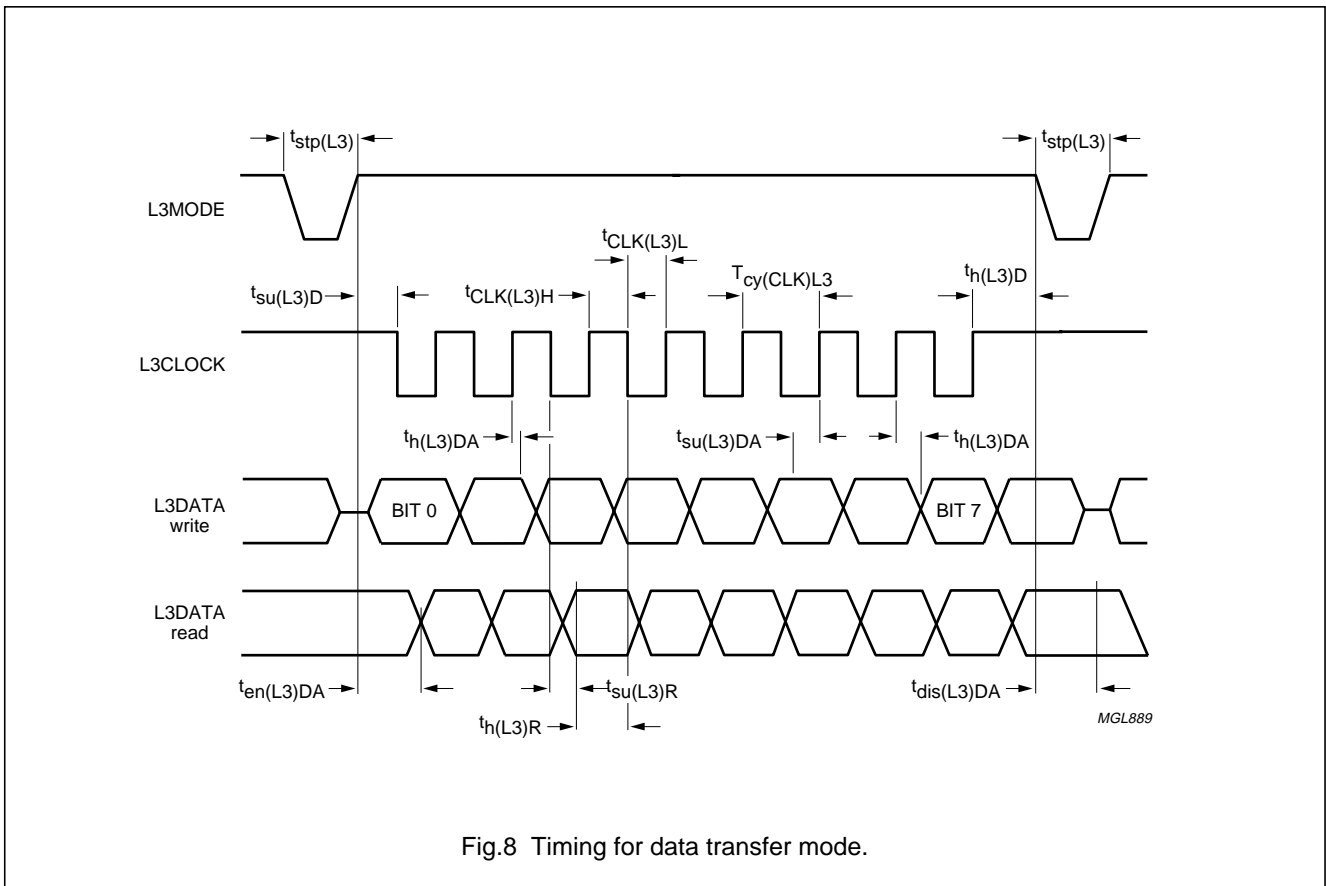 tstp(L3)
tstp(L3)
L3MODE
tCLK(L3)L
tsu(L3)D
tCLK(L3)H
Tcy(CLK)L3
th(L3)D
L3CLOCK
th(L3)DA
tsu(L3)DA
th(L3)DA
L3DATA
write
BIT 0
BIT 7
L3DATA
read
ten(L3)DA
tsu(L3)R
tdis(L3)DA
th(L3)R
MGL889
Fig.8 Timing for data transfer mode.